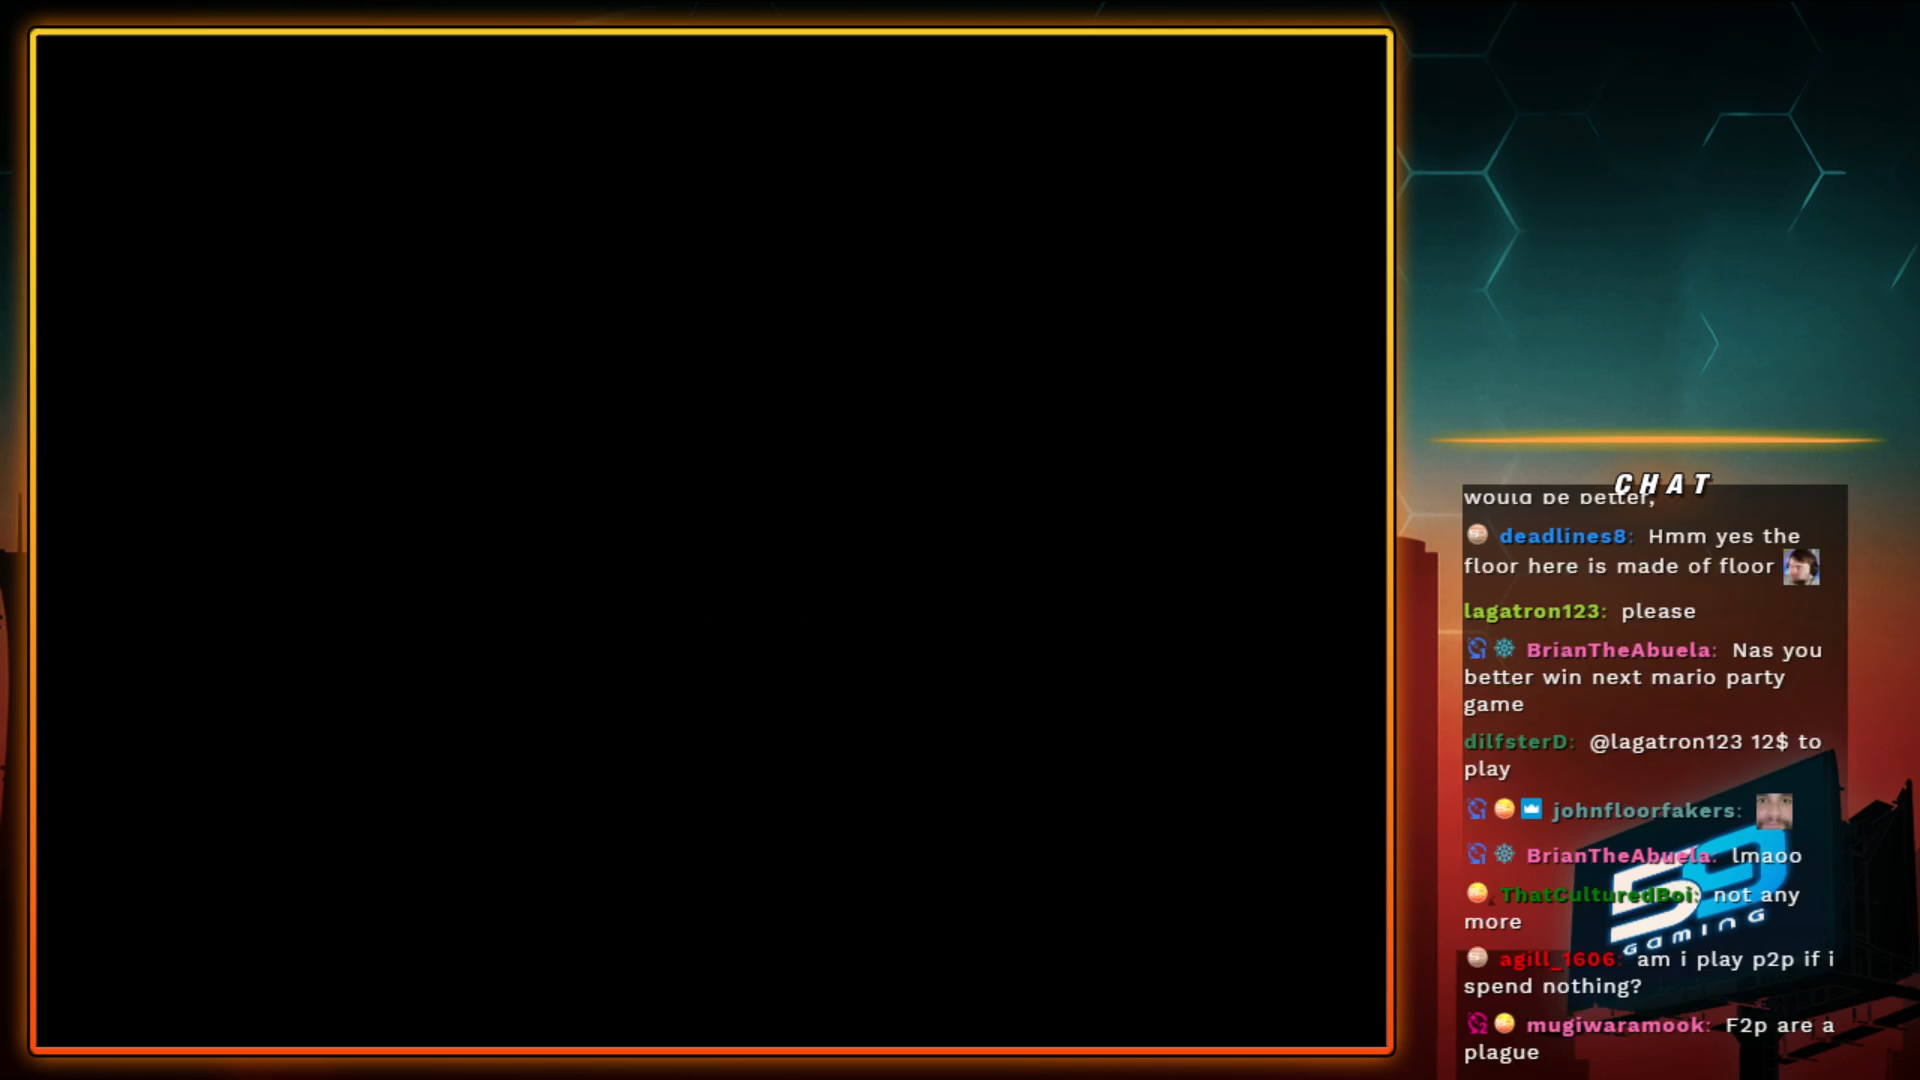 CHAT
would be better,
deadlines8: Hmm yes the
floor here is made of floor
lagatron123: please
BrianTheAbuela: Nas you
better win next mario party
game
dilfsterD: @lagatron123 12$ to
play
johnfloorfakers:
BrianTheAbuela: lmaoo
ThatCulturedBoi: not any
more
agill_1606: am i play p2p if i
spend nothing?
mugiwaramook: F2p are a
plague
59
Gaming